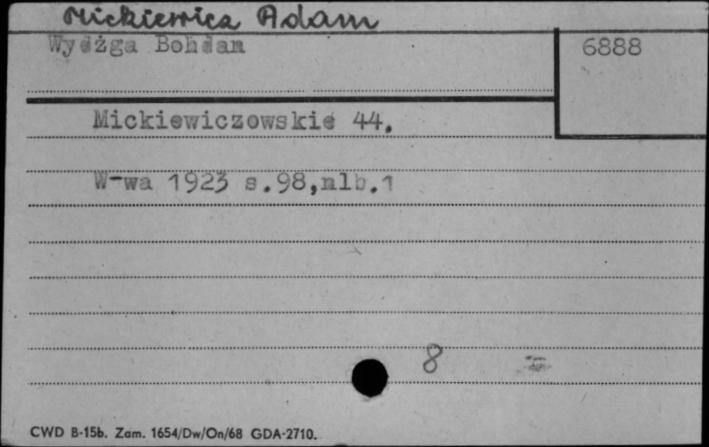 Mickiewicz Adam
Wydżga Bohdan
6888
Mickiewiczowskie 44.
W-wa 1923 s.98,nlb.1
8
CWD B-15b. Zam. 1654/Dw/On/68 GDA-2710.